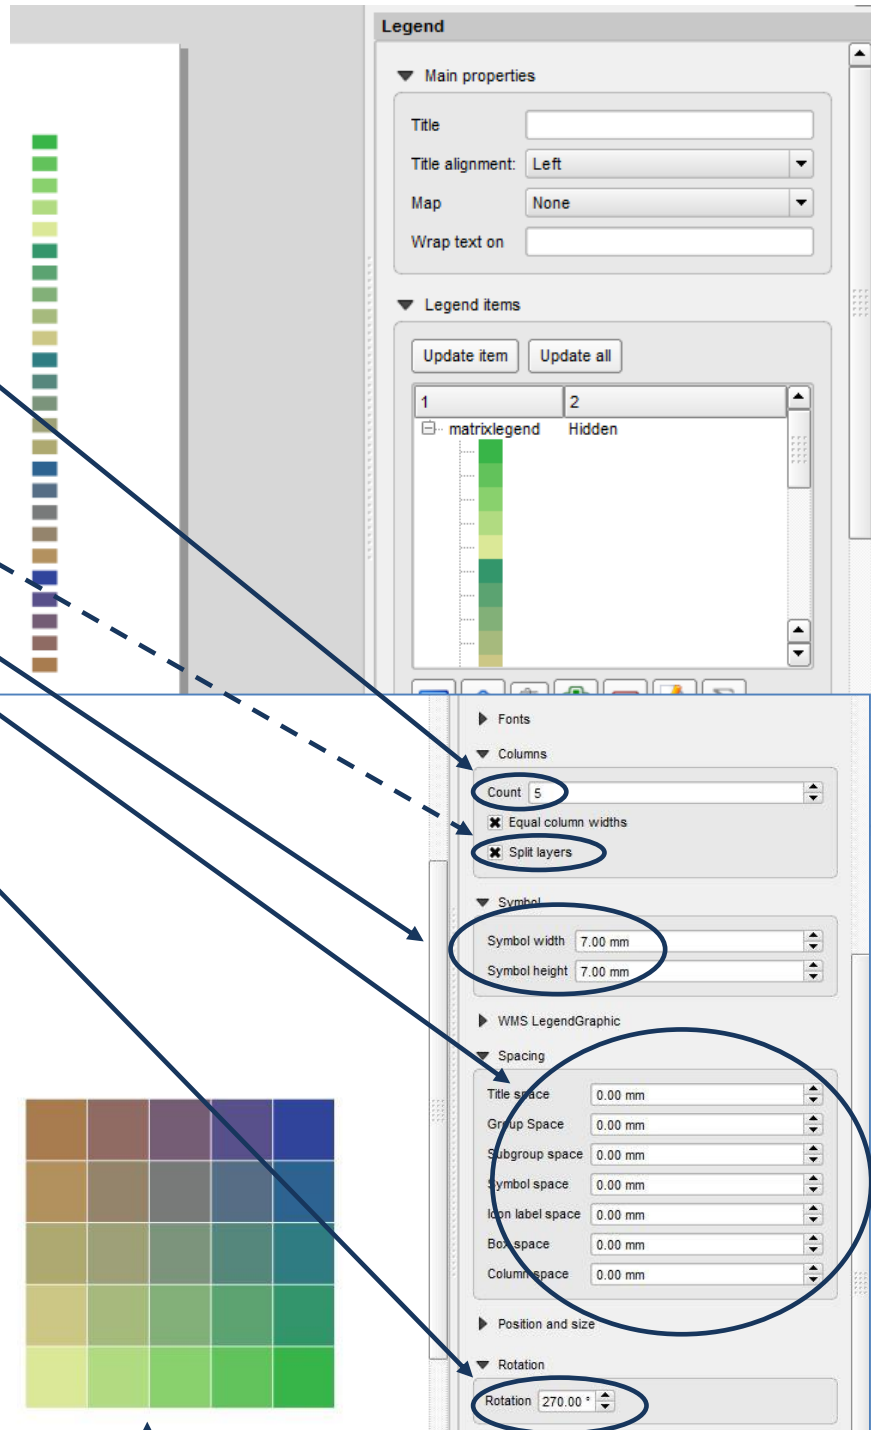 Legend
Main properties
Title
Title alignment: Left
Map None
Wrap text on
Legend items
Update item Update all
1 2
matrixlegend Hidden
Fonts
Columns
Count 5
Equal column widths
Split layers
Symbol
Symbol width 7.00 mm
Symbol height 7.00 mm
WMS LegendGraphic
Spacing
Title space 0.00 mm
Group Space 0.00 mm
Subgroup space 0.00 mm
Symbol space 0.00 mm
Icon label space 0.00 mm
Box space 0.00 mm
Column space 0.00 mm
Position and size
Rotation
Rotation 270.00 °